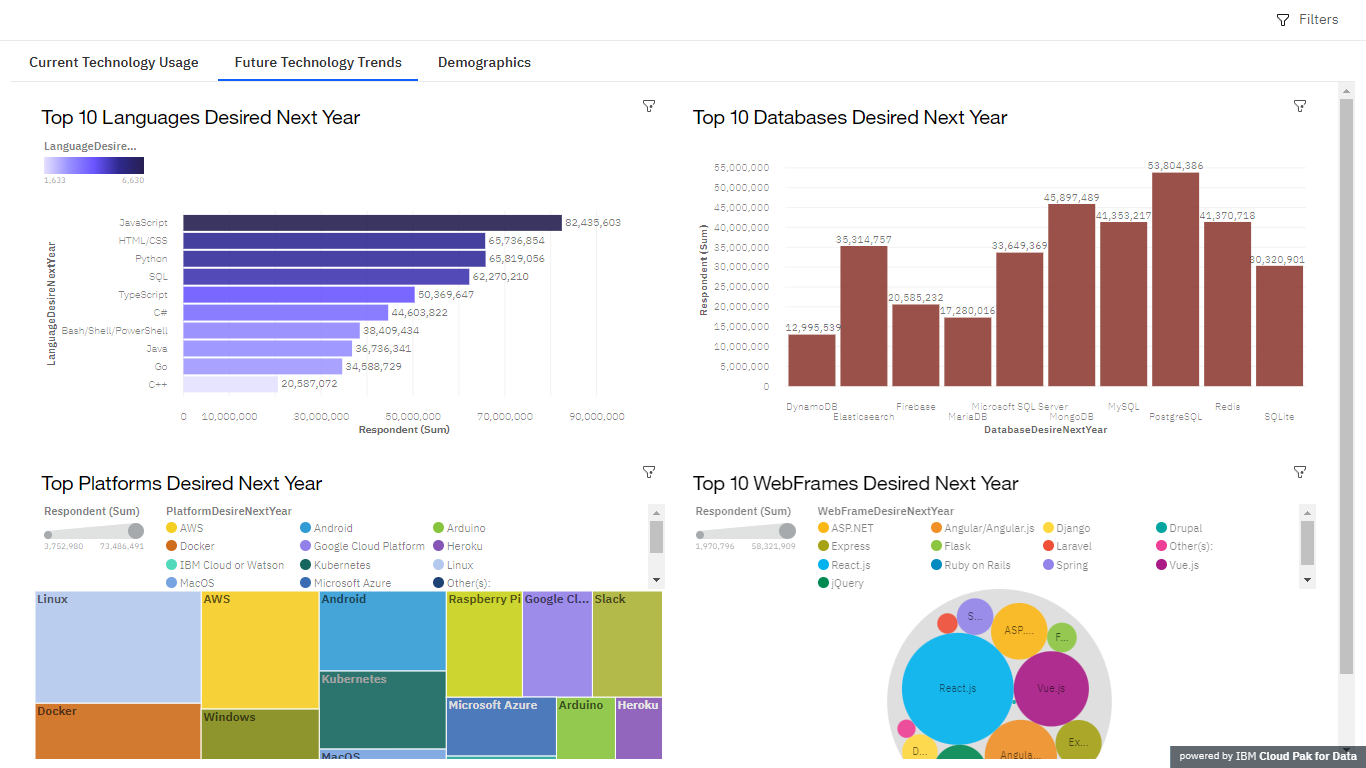 Filters
Current Technology Usage Future Technology Trends Demographics
Top 10 Languages Desired Next Year
LanguageDesire...
1,633 6,630
LanguageDesireNextYear
JavaScript 82,435,603
HTML/CSS 65,736,854
Python 65,819,056
SQL 62,270,210
TypeScript 50,369,647
C# 44,603,822
Bash/Shell/PowerShell 38,409,434
Java 36,736,341
Go 34,588,729
C++ 20,587,072
0 10,000,000 30,000,000 50,000,000 70,000,000 90,000,000
Respondent (Sum)
Top 10 Databases Desired Next Year
Respondent (Sum)
55,000,000
50,000,000
45,000,000
40,000,000
35,000,000
30,000,000
25,000,000
20,000,000
15,000,000
10,000,000
5,000,000
0
12,995,539 35,314,757 20,585,232 17,280,016 33,649,369 45,897,489 41,353,217 53,804,386 41,370,718 30,320,901
DynamoDB Elasticsearch Firebase MariaDB Microsoft SQL Server MongoDB MySQL PostgreSQL Redis SQLite
DatabaseDesireNextYear
Top Platforms Desired Next Year
Respondent (Sum) PlatformDesireNextYear
3,752,980 73,486,491
AWS Android Arduino
Docker Google Cloud Platform Heroku
IBM Cloud or Watson Kubernetes Linux
MacOS Microsoft Azure Other(s):
Linux AWS Android Raspberry Pi Google Cl... Slack
Kubernetes
Docker Windows Microsoft Azure Arduino Heroku
MacOS
Top 10 WebFrames Desired Next Year
Respondent (Sum) WebFrameDesireNextYear
1,970,796 58,321,909
ASP.NET Angular/Angular.js Django Drupal
Express Flask Laravel Other(s):
React.js Ruby on Rails Spring Vue.js
jQuery
S...
ASP....
F...
React.js Vue.js
D... Angula... Ex...
powered by IBM Cloud Pak for Data